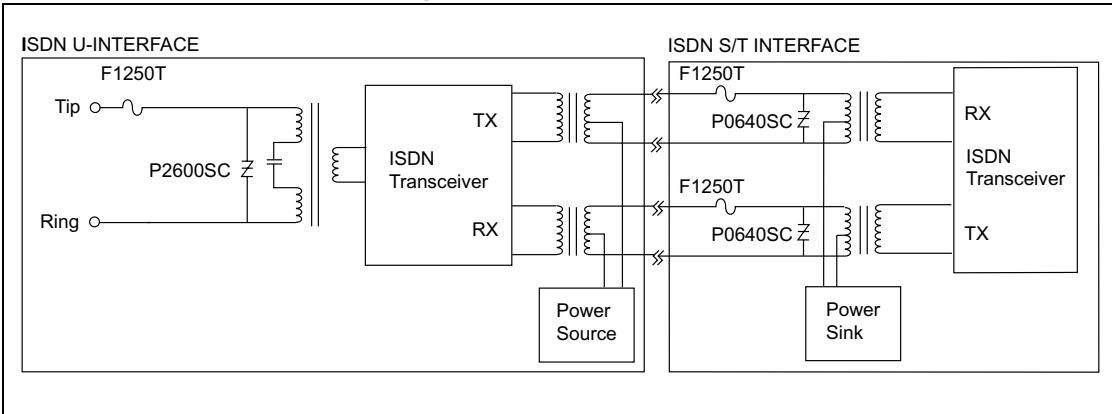 ISDN U-INTERFACE
F1250T
Tip
P2600SC
Ring
ISDN
Transceiver
TX
RX
Power
Source
ISDN S/T INTERFACE
F1250T
P0640SC
F1250T
P0640SC
RX
ISDN
Transceiver
TX
Power
Sink